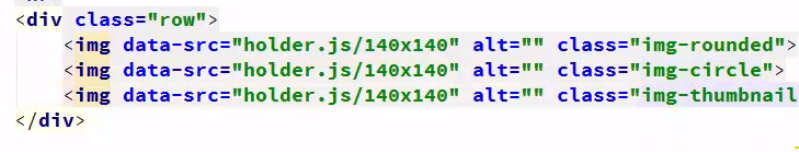 <div class="row">
<img data-src="holder.js/140x140" alt="" class="img-rounded">
<img data-src="holder.js/140x140" alt="" class="img-circle">
<img data-src="holder.js/140x140" alt="" class="img-thumbnail
</div>